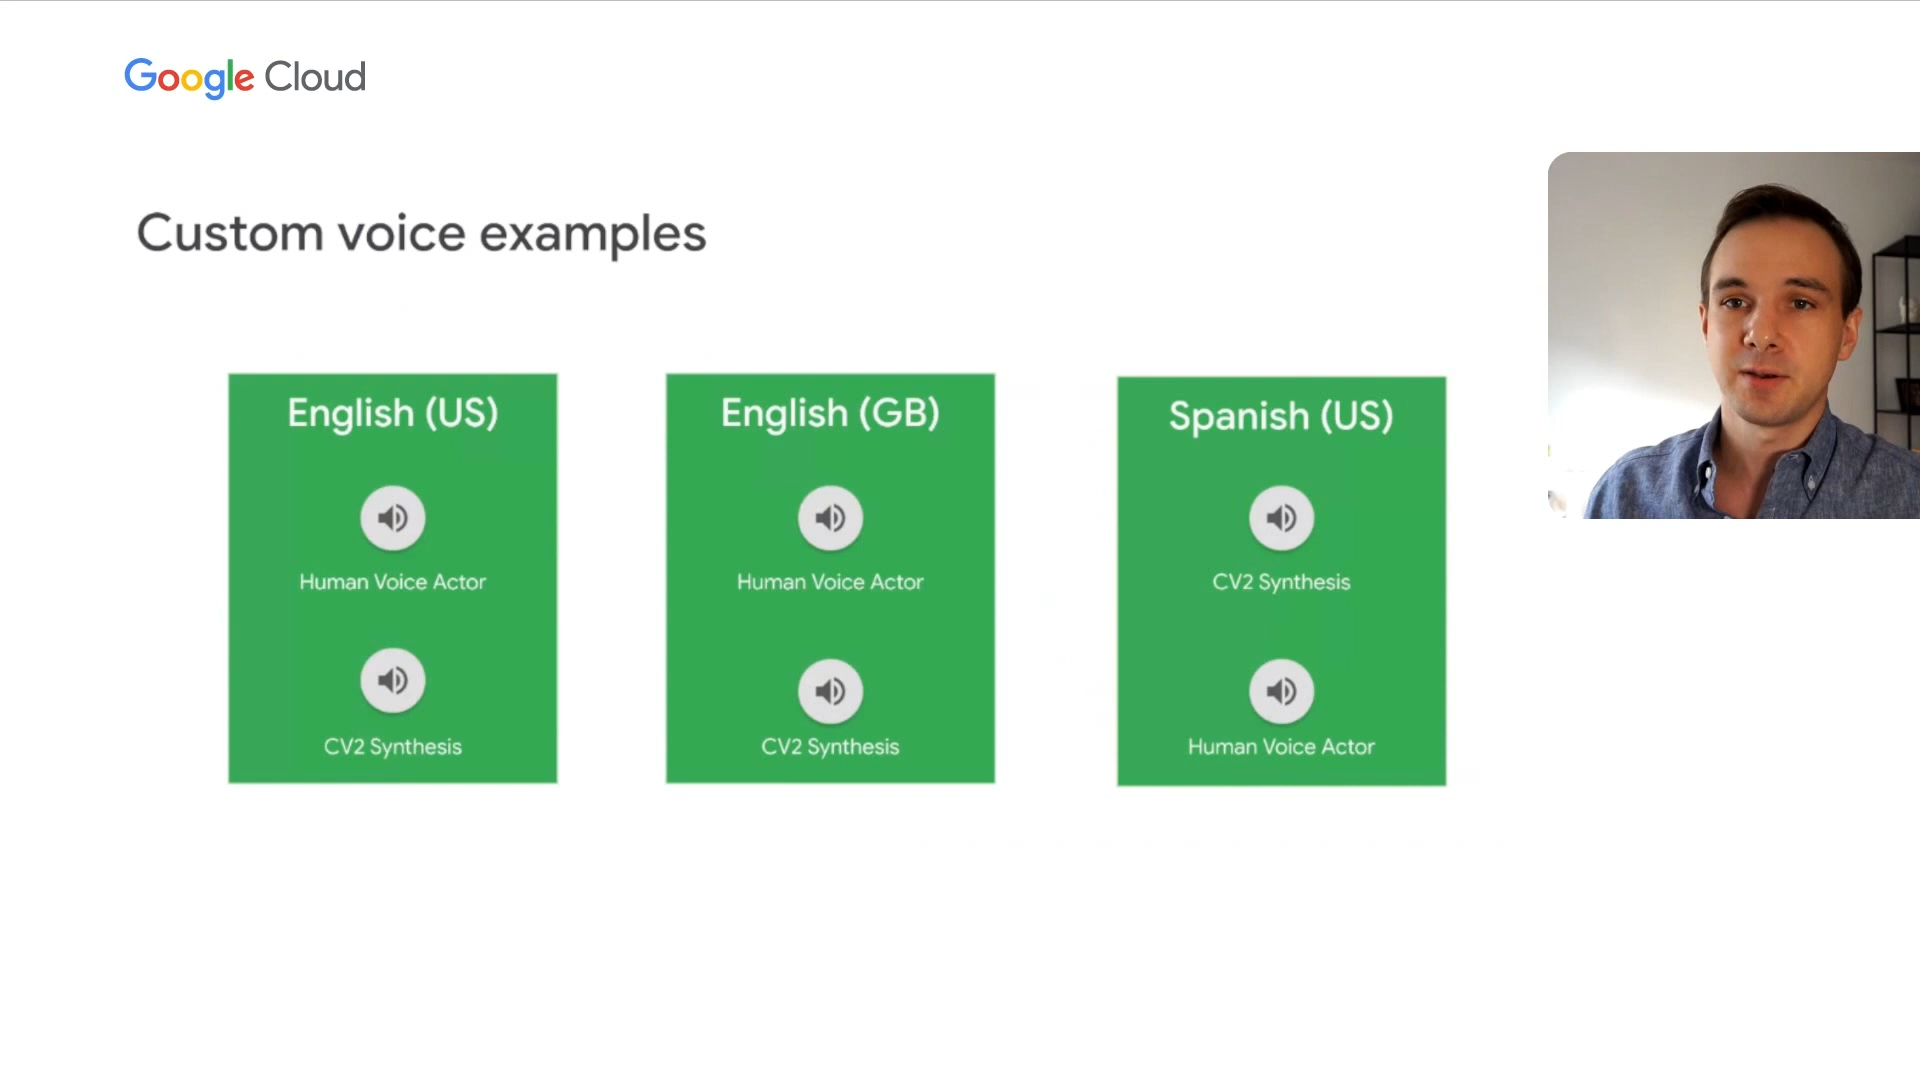 Google Cloud
Custom voice examples
English (US)
Human Voice Actor
CV2 Synthesis
English (GB)
Human Voice Actor
CV2 Synthesis
Spanish (US)
CV2 Synthesis
Human Voice Actor